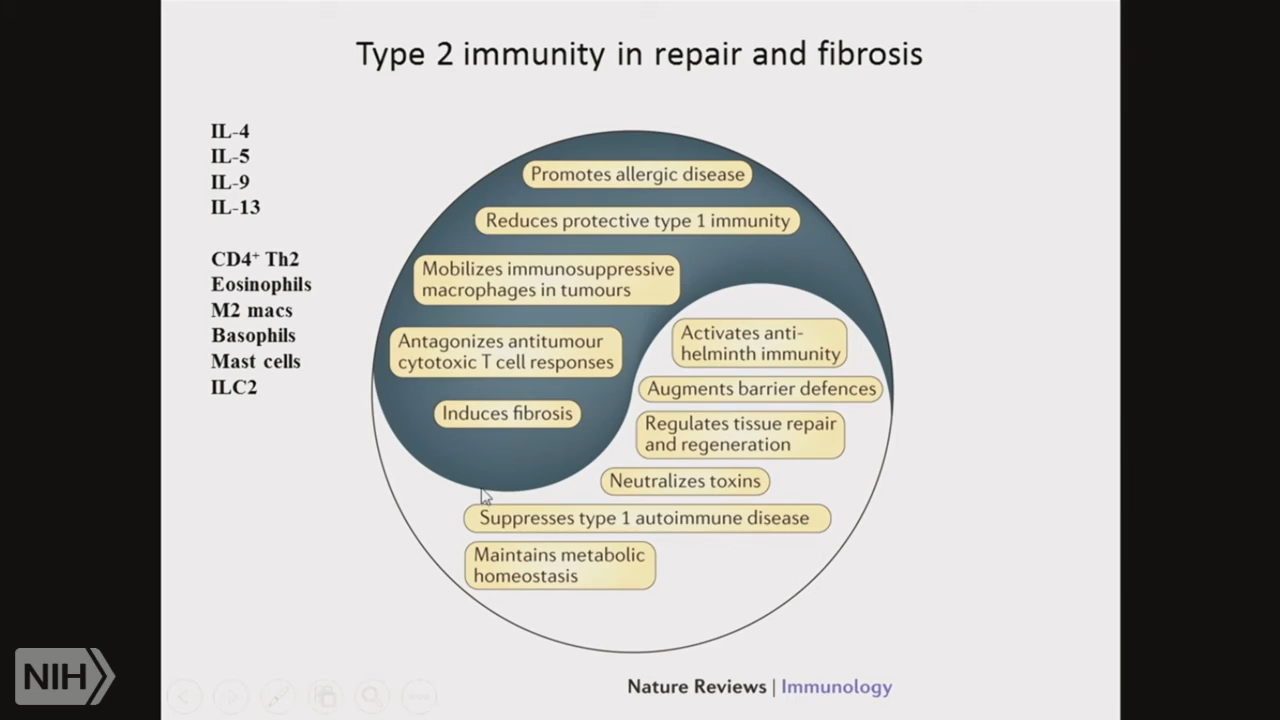 Type 2 immunity in repair and fibrosis
IL-4
IL-5
IL-9
IL-13
CD4⁺ Th2
Eosinophils
M2 macs
Basophils
Mast cells
ILC2
Promotes allergic disease
Reduces protective type 1 immunity
Mobilizes immunosuppressive
macrophages in tumours
Antagonizes antitumour
cytotoxic T cell responses
Induces fibrosis
Activates anti-
helminth immunity
Augments barrier defences
Regulates tissue repair
and regeneration
Neutralizes toxins
Suppresses type 1 autoimmune disease
Maintains metabolic
homeostasis
NIH
Nature Reviews | Immunology